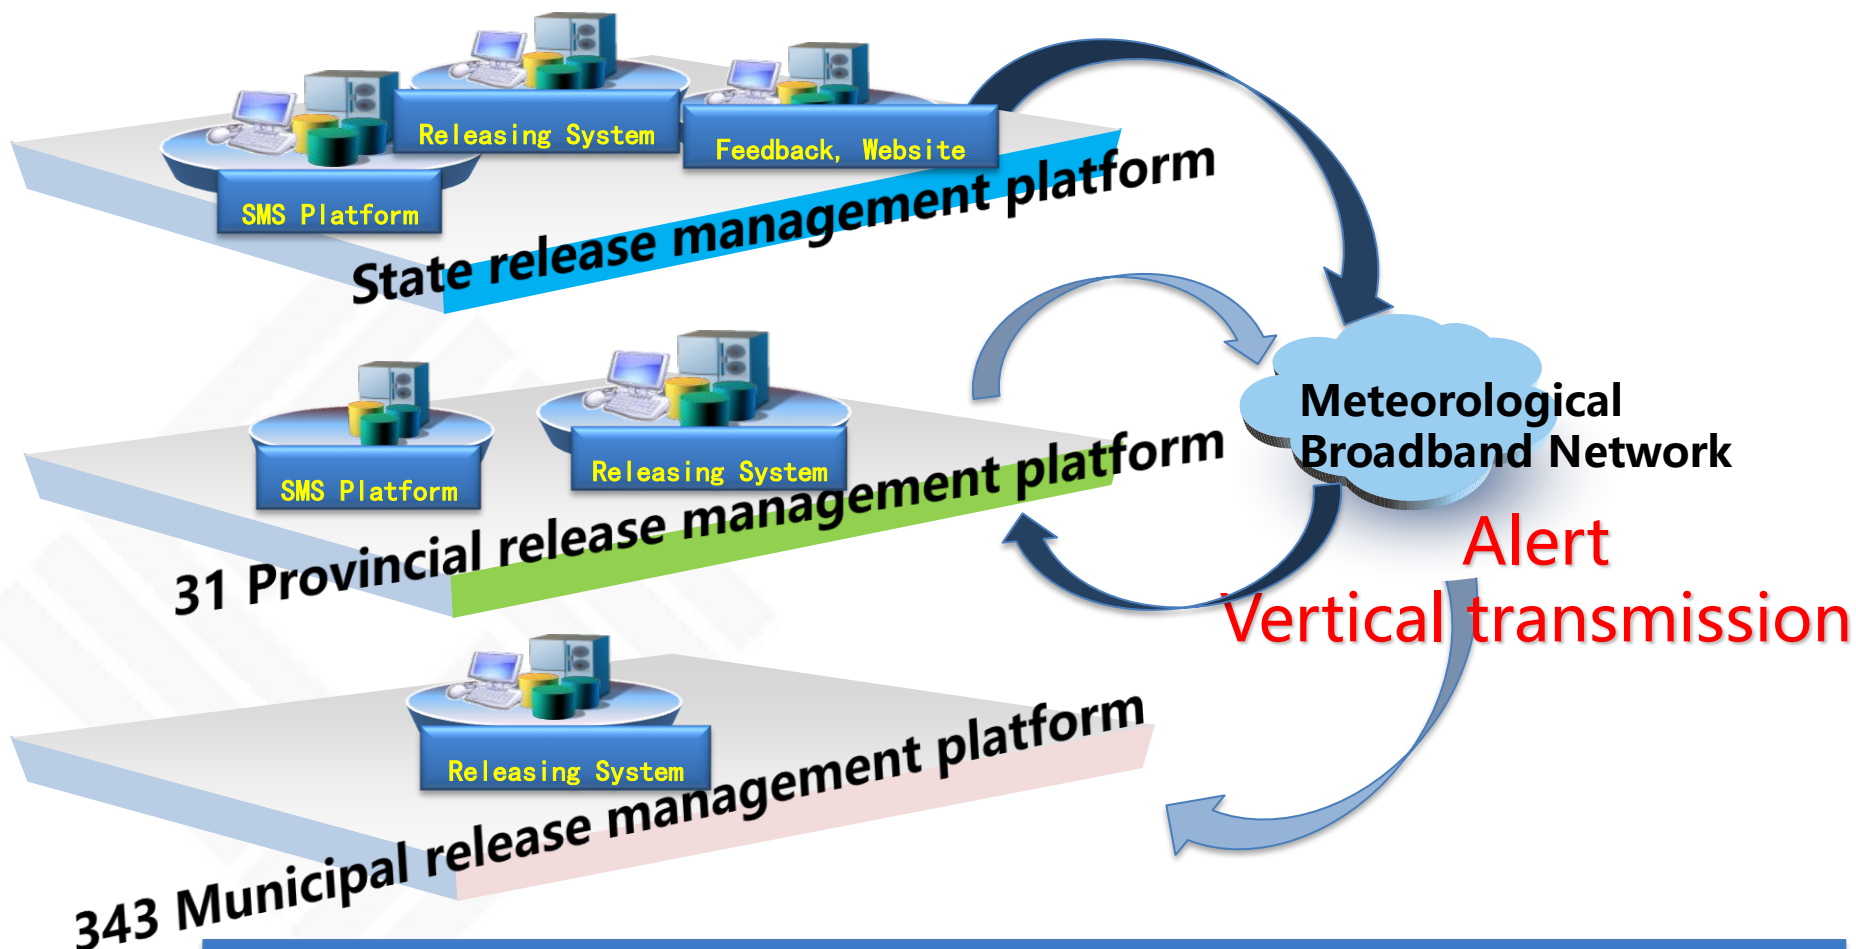 Releasing System
Feedback, Website
SMS Platform
State release management platform
Releasing System
SMS Platform
31 Provincial release management platform
Meteorological
Broadband Network
Alert
Vertical transmission
Releasing System
343 Municipal release management platform